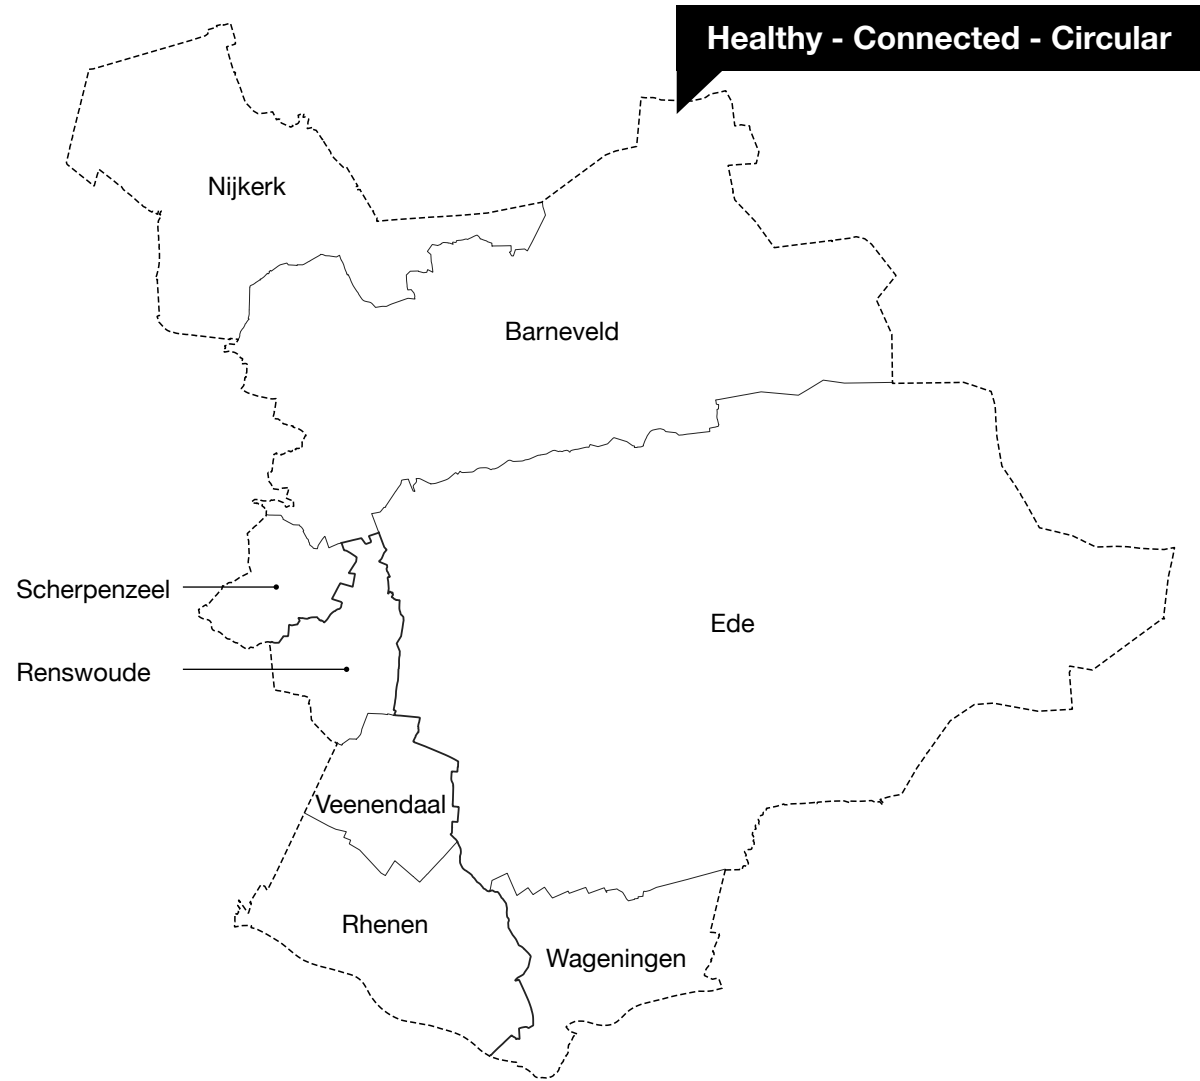 Healthy - Connected - Circular
Nijkerk
Barneveld
Scherpenzeel
Ede
Renswoude
Veenendaal
Rhenen
Wageningen